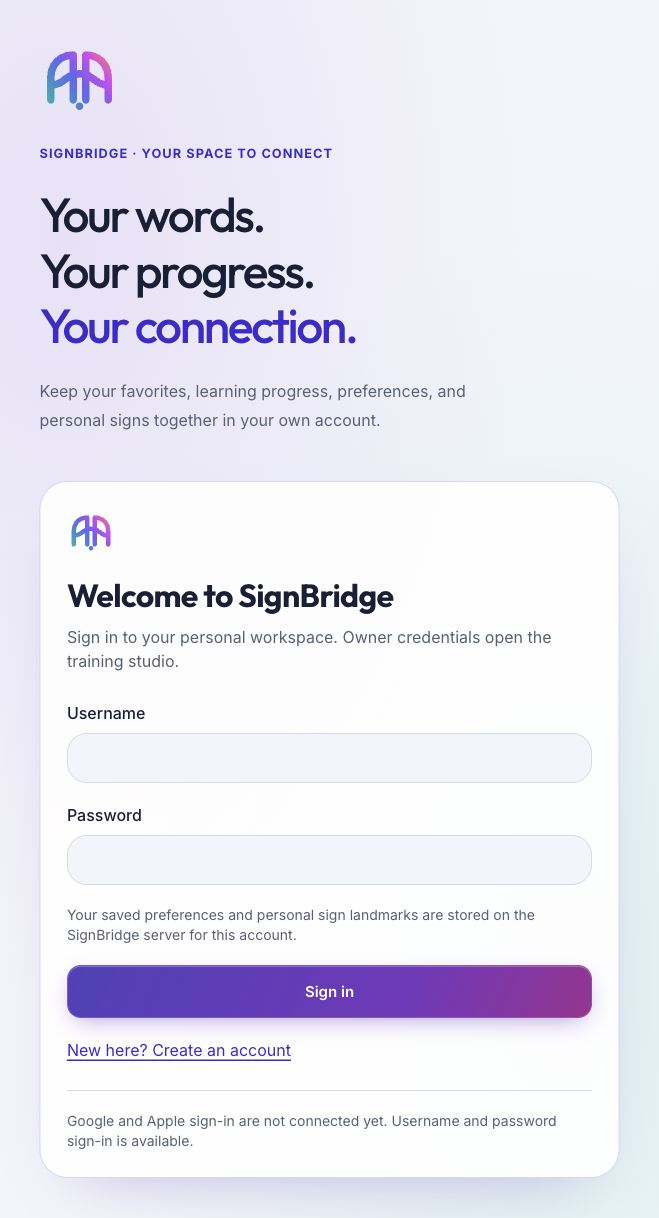 SIGNBRIDGE · YOUR SPACE TO CONNECT
Your words.
Your progress.
Your connection.
Keep your favorites, learning progress, preferences, and
personal signs together in your own account.
Welcome to SignBridge
Sign in to your personal workspace. Owner credentials open the
training studio.
Username
Password
Your saved preferences and personal sign landmarks are stored on the
SignBridge server for this account.
Sign in
New here? Create an account
Google and Apple sign-in are not connected yet. Username and password
sign-in is available.